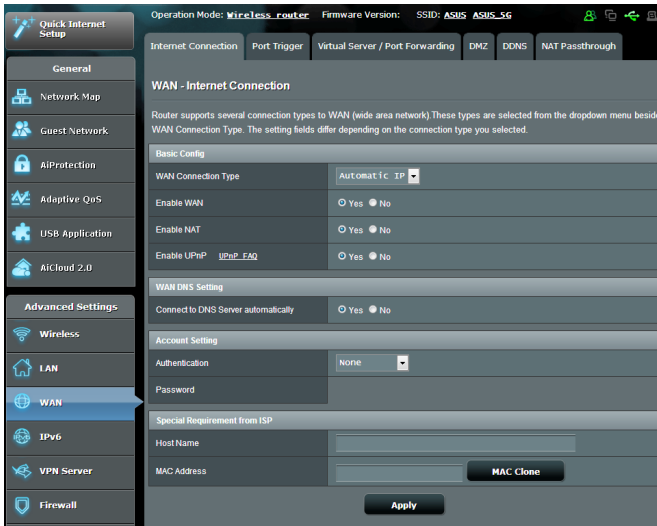 Quick Internet
Setup
Operation Mode: Wireless router Firmware Version: SSID: ASUS ASUS_5G
Internet Connection Port Trigger Virtual Server / Port Forwarding DMZ DDNS NAT Passthrough
General
Network Map
Guest Network
AiProtection
Adaptive QoS
USB Application
AiCloud 2.0
Advanced Settings
Wireless
LAN
WAN
IPv6
VPN Server
Firewall
WAN - Internet Connection
Router supports several connection types to WAN (wide area network).These types are selected from the dropdown menu besid
WAN Connection Type. The setting fields differ depending on the connection type you selected.
Basic Config
WAN Connection Type Automatic IP
Enable WAN Yes No
Enable NAT Yes No
Enable UPnP UPnP FAQ Yes No
WAN DNS Setting
Connect to DNS Server automatically Yes No
Account Setting
Authentication None
Password
Special Requirement from ISP
Host Name
MAC Address MAC Clone
Apply